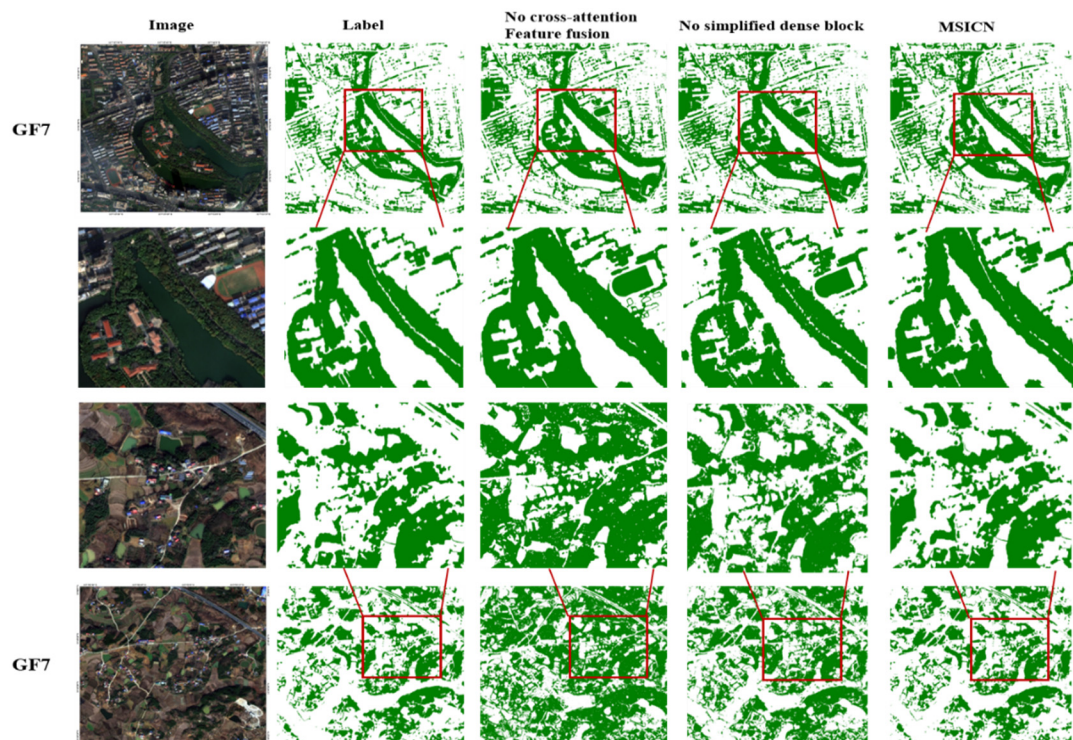 Image
Label
No cross-attention
Feature fusion
No simplified dense block
MSICN
GF7
GF7